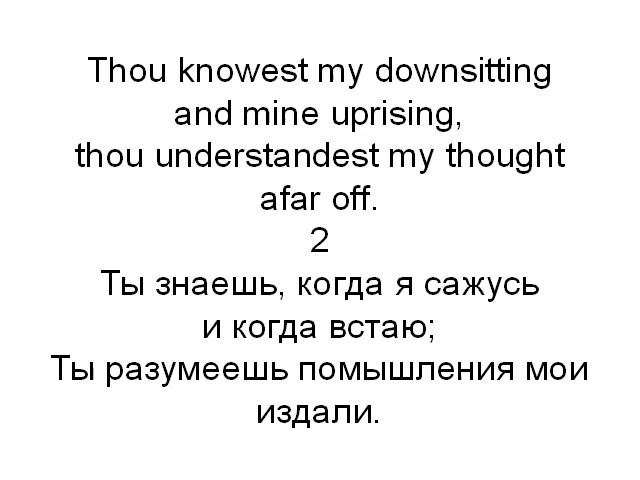 Thou knowest my downsitting
and mine uprising,
thou understandest my thought
afar off.
2
Ты знаешь, когда я сажусь
и когда встаю;
Ты разумеешь помышления мои
издали.